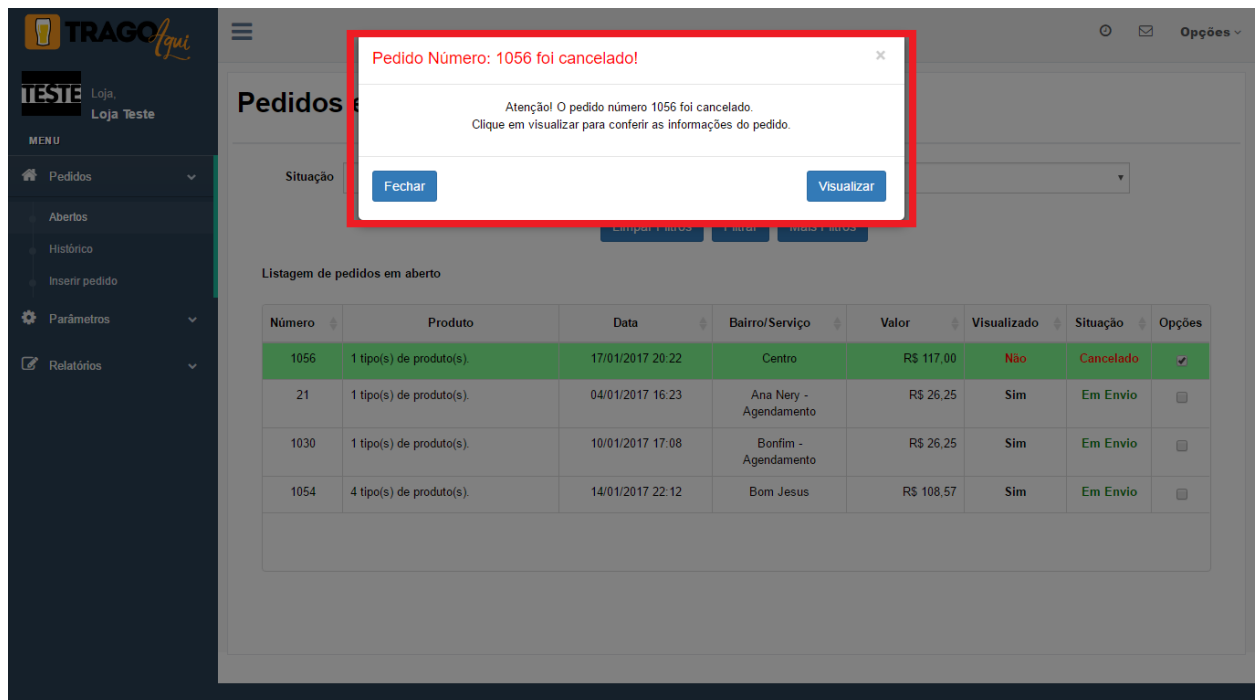 TRAGO Aqui
Opções
TESTE
Loja,
Loja Teste
MENU
Pedidos
Abertos
Histórico
Inserir pedido
Parâmetros
Relatórios
Pedidos
Pedido Número: 1056 foi cancelado!
×
Atenção! O pedido número 1056 foi cancelado.
Clique em visualizar para conferir as informações do pedido.
Fechar
Visualizar
Situação
Limpar Filtros
Filtrar
Mais Filtros
Listagem de pedidos em aberto
Número Produto Data Bairro/Serviço Valor Visualizado Situação Opções
1056 1 tipo(s) de produto(s). 17/01/2017 20:22 Centro R$ 117,00 Não Cancelado
21 1 tipo(s) de produto(s). 04/01/2017 16:23 Ana Nery - R$ 26,25 Sim Em Envio
Agendamento
1030 1 tipo(s) de produto(s). 10/01/2017 17:08 Bonfim - R$ 26,25 Sim Em Envio
Agendamento
1054 4 tipo(s) de produto(s). 14/01/2017 22:12 Bom Jesus R$ 108,57 Sim Em Envio